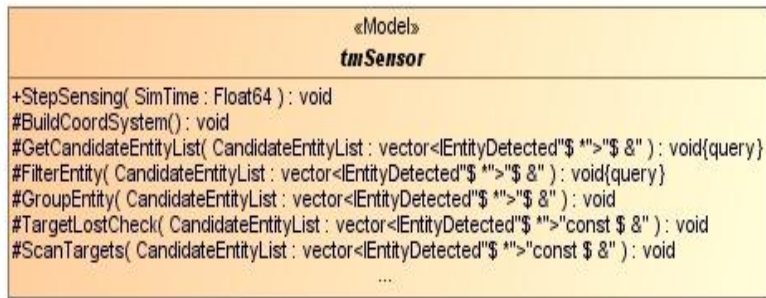 «Model»
tmSensor
+StepSensing( SimTime : Float64 ) : void
#BuildCoordSystem() : void
#GetCandidateEntityList( CandidateEntityList : vector<IEntityDetected"$ *">"$ &" ) : void{query}
#FilterEntity( CandidateEntityList : vector<IEntityDetected"$ *">"$ &" ) : void{query}
#GroupEntity( CandidateEntityList : vector<IEntityDetected"$ *">"$ &" ) : void
#TargetLostCheck( CandidateEntityList : vector<IEntityDetected"$ *">"const $ &" ) : void
#ScanTargets( CandidateEntityList : vector<IEntityDetected"$ *">"const $ &" ) : void
...